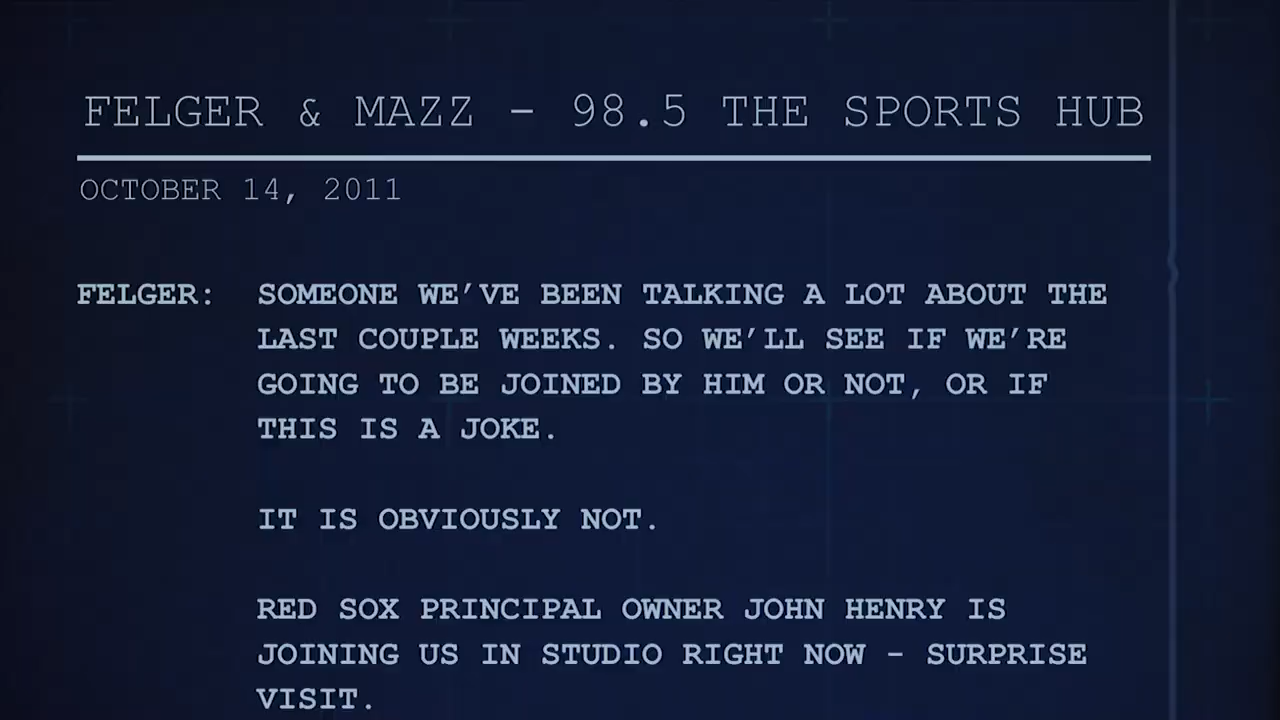 FELGER & MAZZ - 98.5 THE SPORTS HUB
OCTOBER 14, 2011
FELGER: SOMEONE WE'VE BEEN TALKING A LOT ABOUT THE
LAST COUPLE WEEKS. SO WE'LL SEE IF WE'RE
GOING TO BE JOINED BY HIM OR NOT, OR IF
THIS IS A JOKE.
IT IS OBVIOUSLY NOT.
RED SOX PRINCIPAL OWNER JOHN HENRY IS
JOINING US IN STUDIO RIGHT NOW - SURPRISE
VISIT.